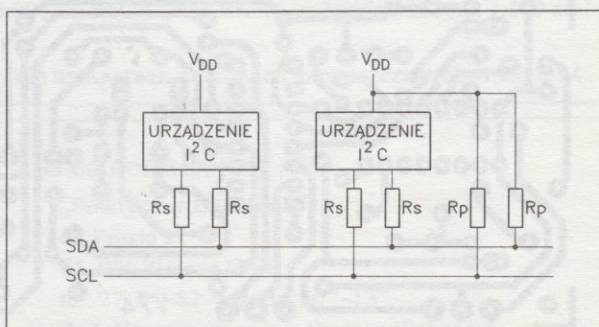 VDD VDD
URZĄDZENIE URZĄDZENIE
I²C I²C
Rs Rs Rs Rs Rp Rp
SDA
SCL